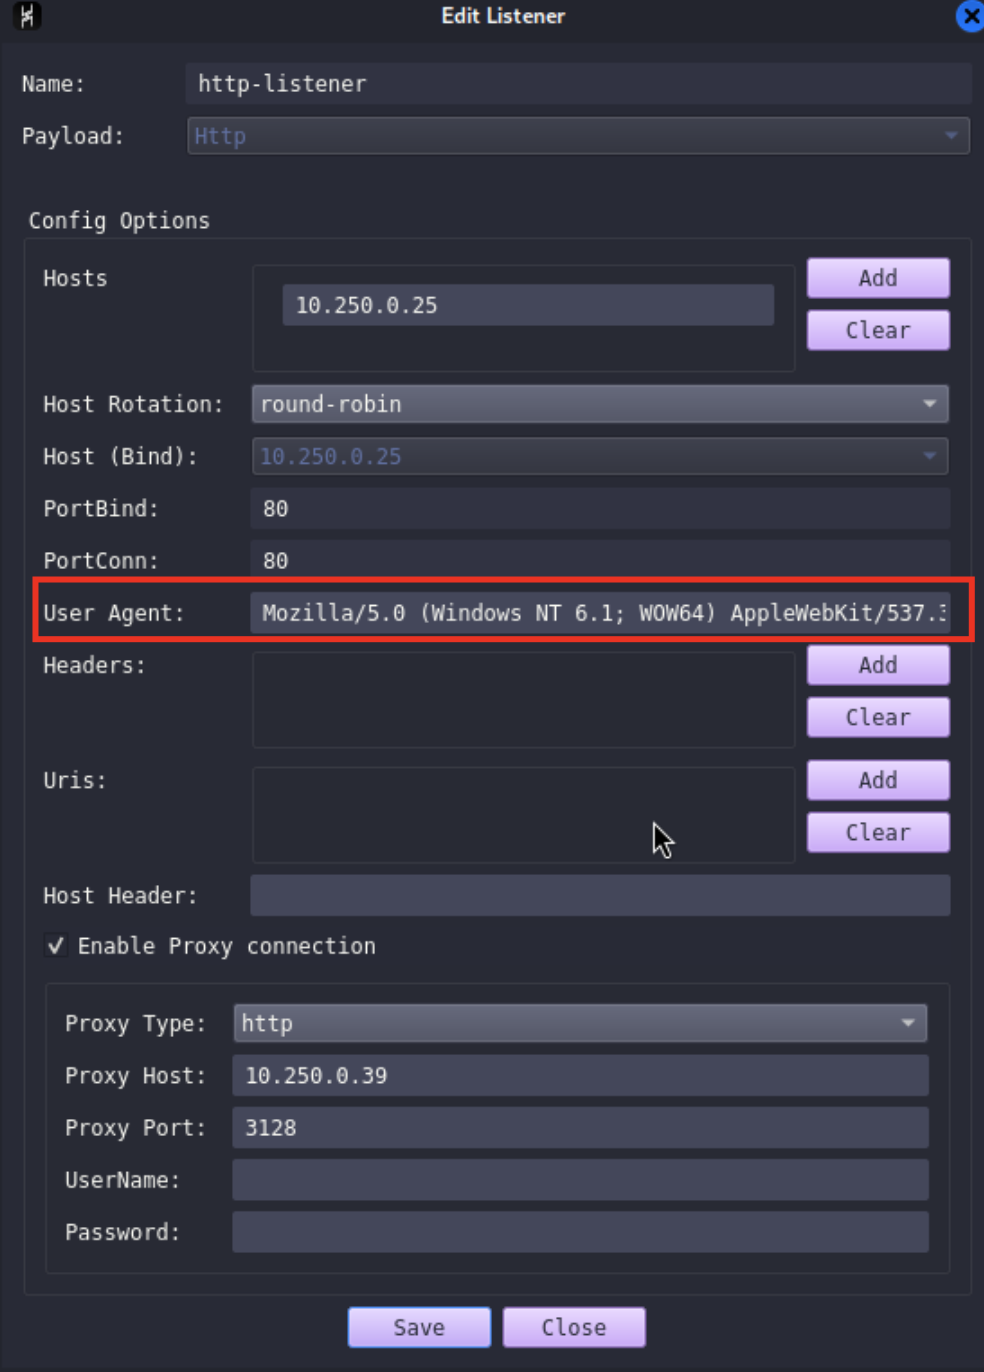 Edit Listener
Name: http-listener
Payload: Http
Config Options
Hosts 10.250.0.25 Add
Clear
Host Rotation: round-robin
Host (Bind): 10.250.0.25
PortBind: 80
PortConn: 80
User Agent: Mozilla/5.0 (Windows NT 6.1; WOW64) AppleWebKit/537.3
Headers: Add
Clear
Uris: Add
Clear
Host Header:
Enable Proxy connection
Proxy Type: http
Proxy Host: 10.250.0.39
Proxy Port: 3128
UserName:
Password:
Save Close